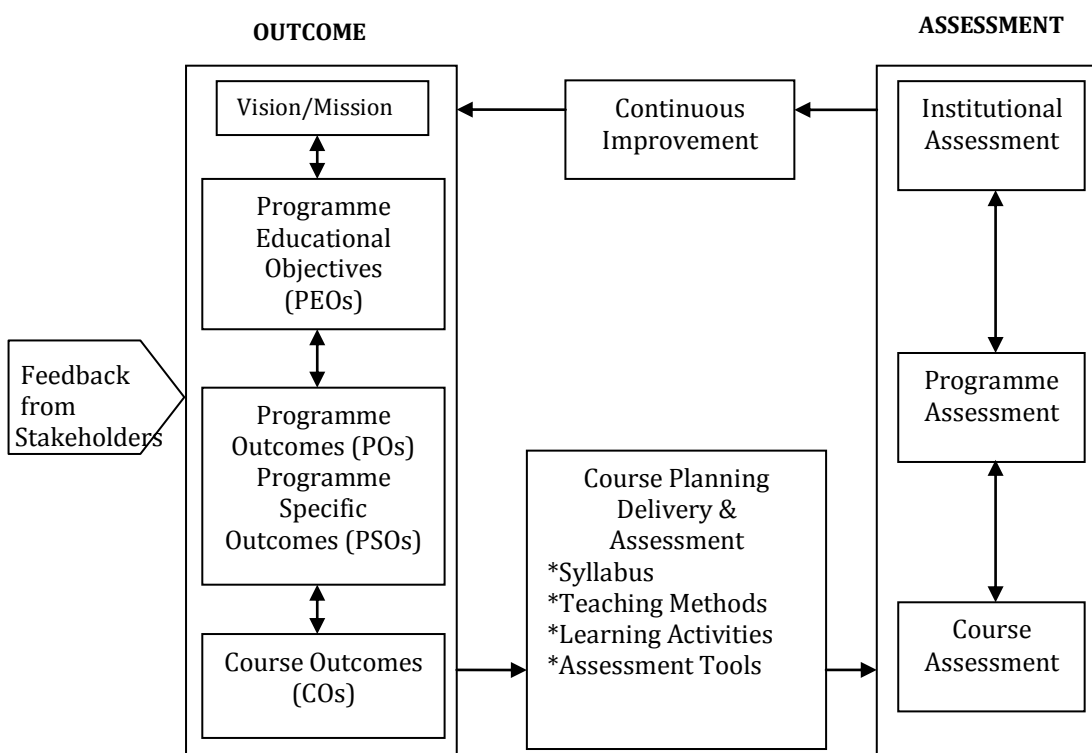 OUTCOME
ASSESSMENT
Vision/Mission
Programme
Educational
Objectives
(PEOs)
Programme
Outcomes (POs)
Programme
Specific
Outcomes (PSOs)
Course Outcomes
(COs)
Feedback
from
Stakeholders
Continuous
Improvement
Course Planning
Delivery &
Assessment
*Syllabus
*Teaching Methods
*Learning Activities
*Assessment Tools
Institutional
Assessment
Programme
Assessment
Course
Assessment